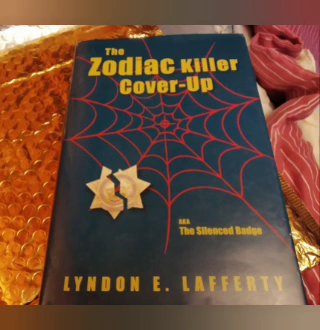 The
Zodiac Killer
Cover-Up
AKA
The Silenced Badge
LYNDON E. LAFFERTY